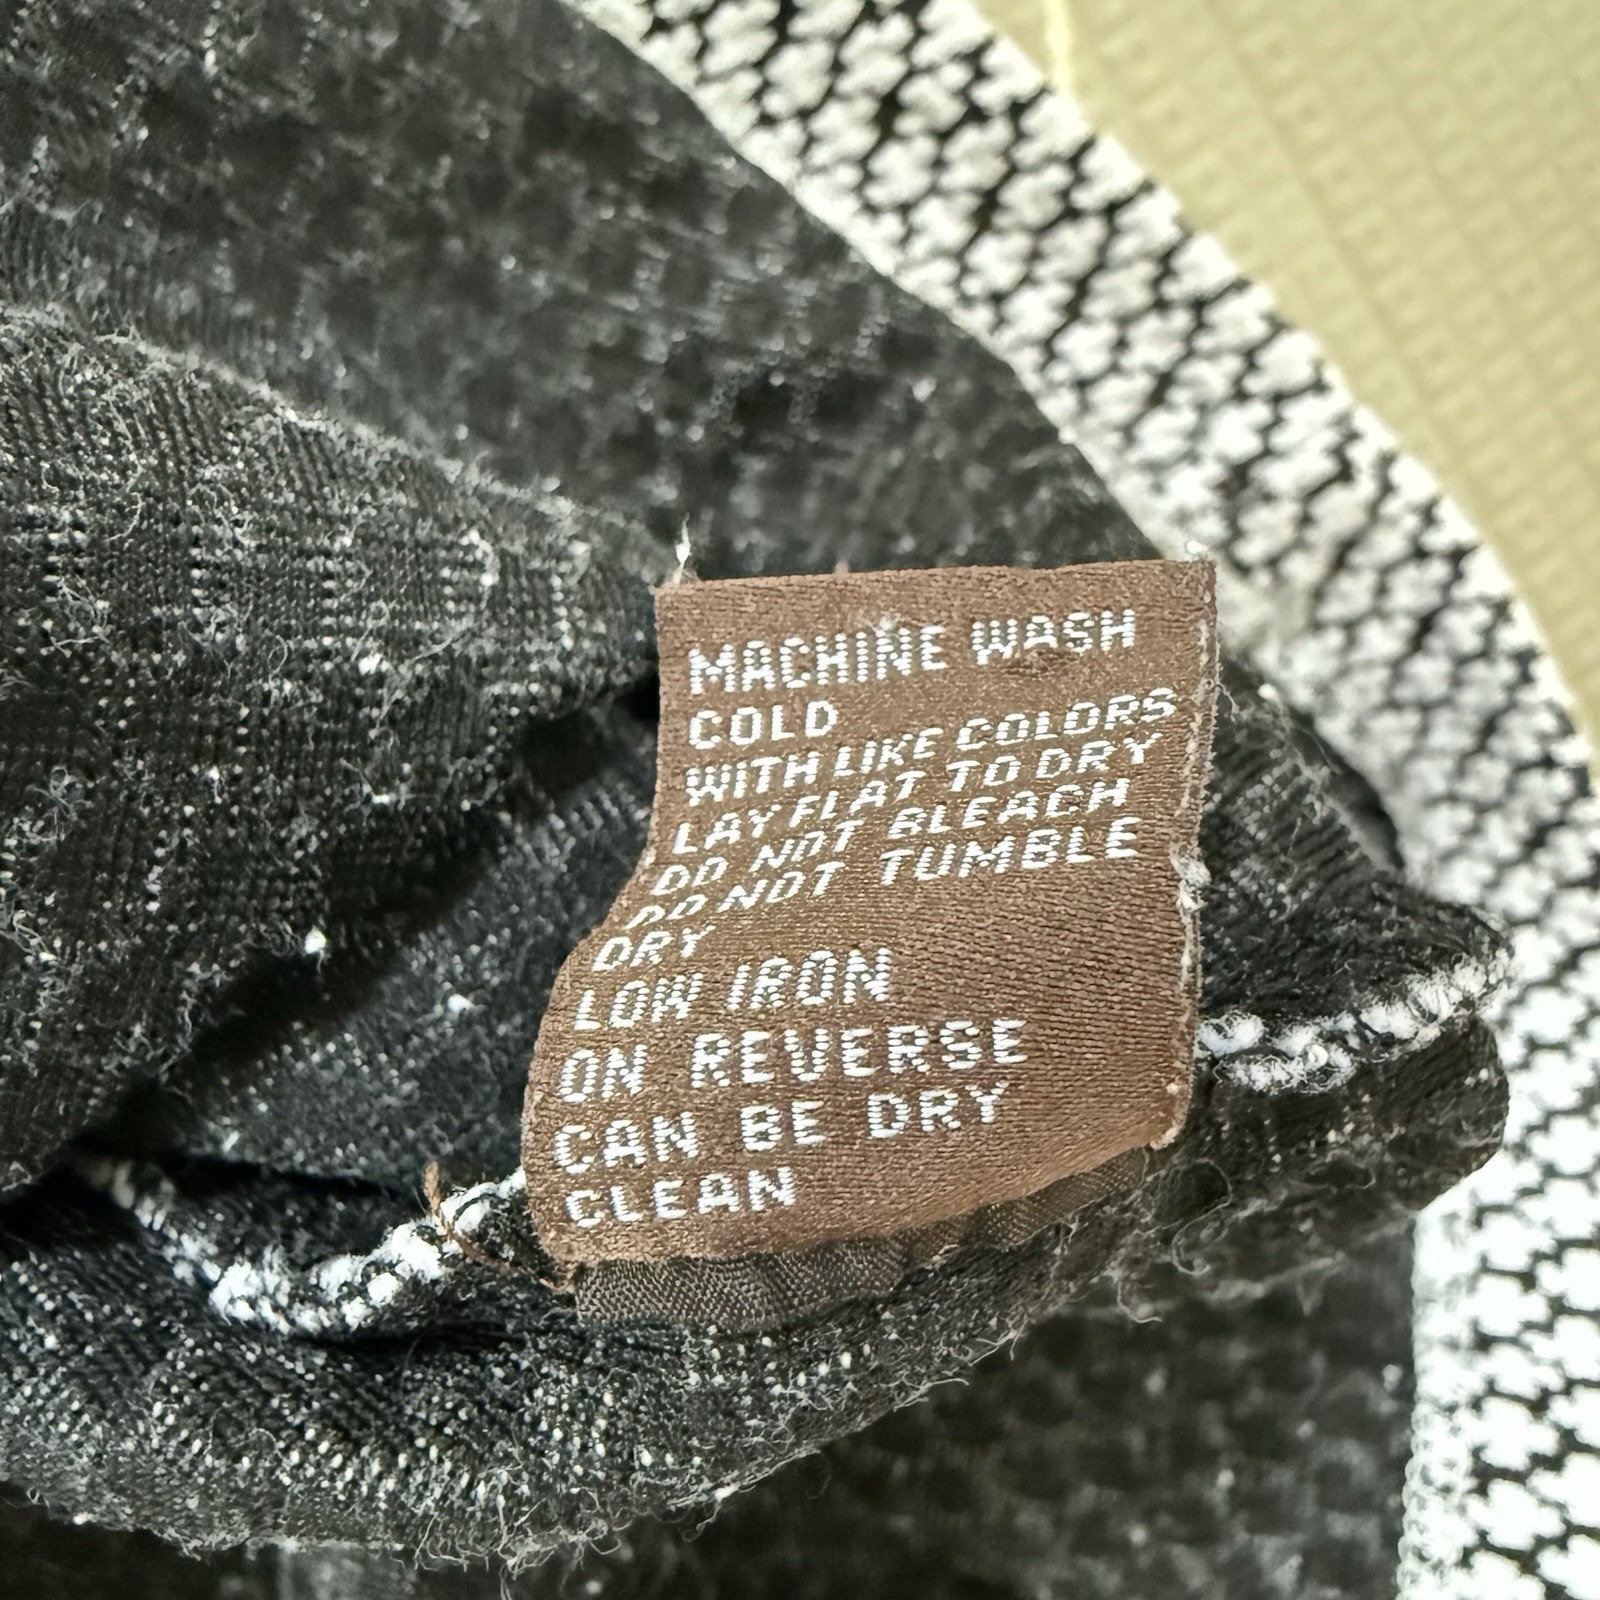 MACHINE WASH
COLD
WITH LIKE COLORS
LAY FLAT TO DRY
DO NOT BLEACH
DO NOT TUMBLE
DRY
LOW IRON
ON REVERSE
CAN BE DRY
CLEAN